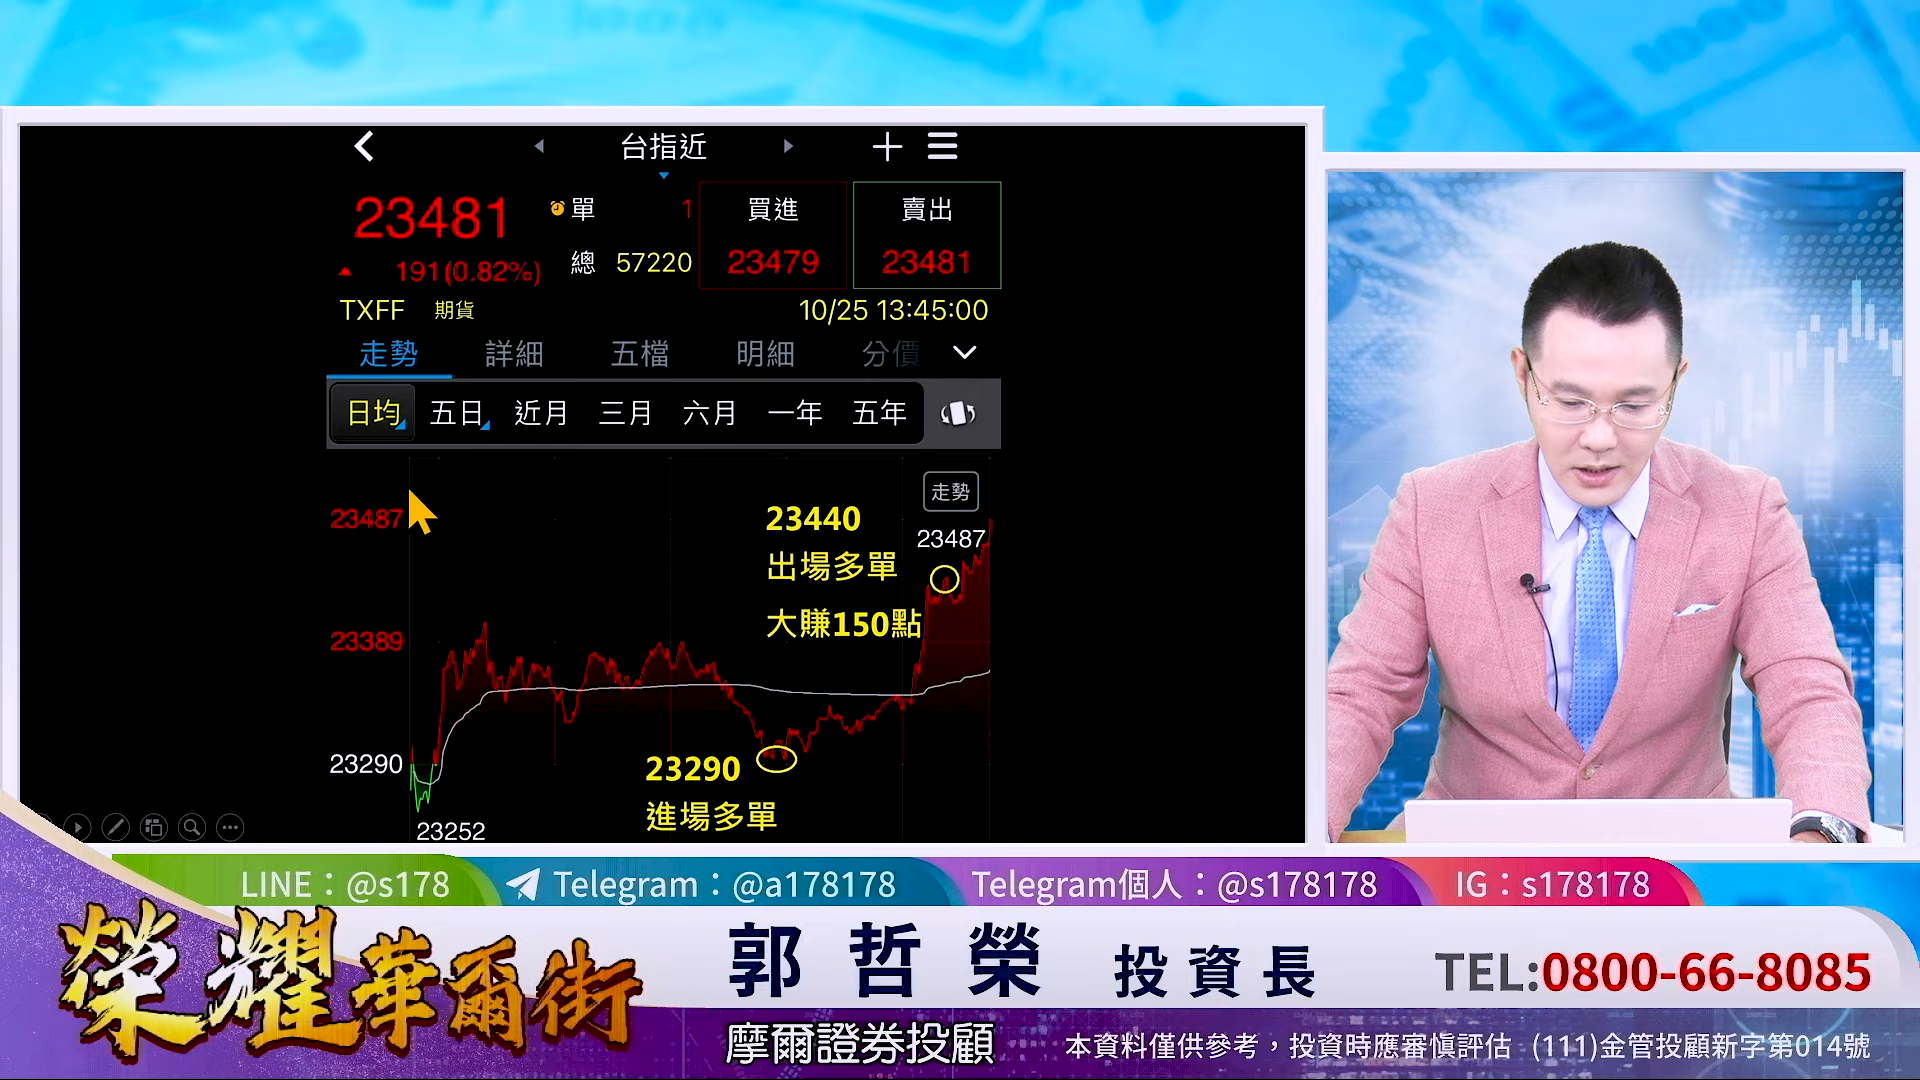 台指近
23481
單 1
買進
賣出
191(0.82%)
總 57220
23479
23481
TXFF 期貨
10/25 13:45:00
走勢 詳細 五檔 明細 分價
日均 五日 近月 三月 六月 一年 五年
走勢
23487
23440
23487
出場多單
大賺150點
23389
23290
23290
進場多單
23252
LINE：@s178
Telegram：@a178178
Telegram個人：@s178178
IG：s178178
榮耀華爾街
郭哲榮 投資長
TEL:0800-66-8085
摩爾證券投顧
本資料僅供參考，投資時應審慎評估 (111)金管投顧新字第014號